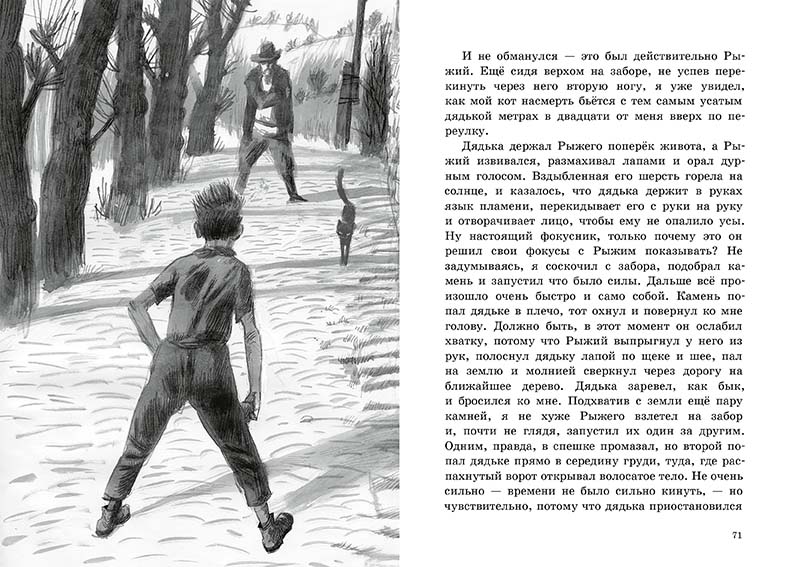 И не обманулся — это был действительно Ры-
жий. Ещё сидя верхом на заборе, не успев пере-
кинуть через него вторую ногу, я уже увидел,
как мой кот насмерть бьётся с тем самым усатым
дядькой метрах в двадцати от меня вверх по пе-
реулку.
Дядька держал Рыжего поперёк живота, а Ры-
жий извивался, размахивал лапами и орал дур-
ным голосом. Вздыбленная его шерсть горела на
солнце, и казалось, что дядька держит в руках
язык пламени, перекидывает его с руки на руку
и отворачивает лицо, чтобы ему не опалило усы.
Ну настоящий фокусник, только почему это он
решил свои фокусы с Рыжим показывать? Не
задумываясь, я соскочил с забора, подобрал ка-
мень и запустил что было силы. Дальше всё про-
изошло очень быстро и само собой. Камень по-
пал дядьке в плечо, тот охнул и повернул ко мне
голову. Должно быть, в этот момент он ослабил
хватку, потому что Рыжий выпрыгнул у него из
рук, полоснул дядьку лапой по щеке и шее, пал
на землю и молнией сверкнул через дорогу на
ближайшее дерево. Дядька заревел, как бык,
и бросился ко мне. Подхватив с земли ещё пару
камней, я не хуже Рыжего взлетел на забор
и, почти не глядя, запустил их один за другим.
Одним, правда, в спешке промазал, но второй по-
пал дядьке прямо в середину груди, туда, где рас-
пахнутый ворот открывал волосатое тело. Не очень
сильно — времени не было сильно кинуть, — но
чувствительно, потому что дядька приостановился
71